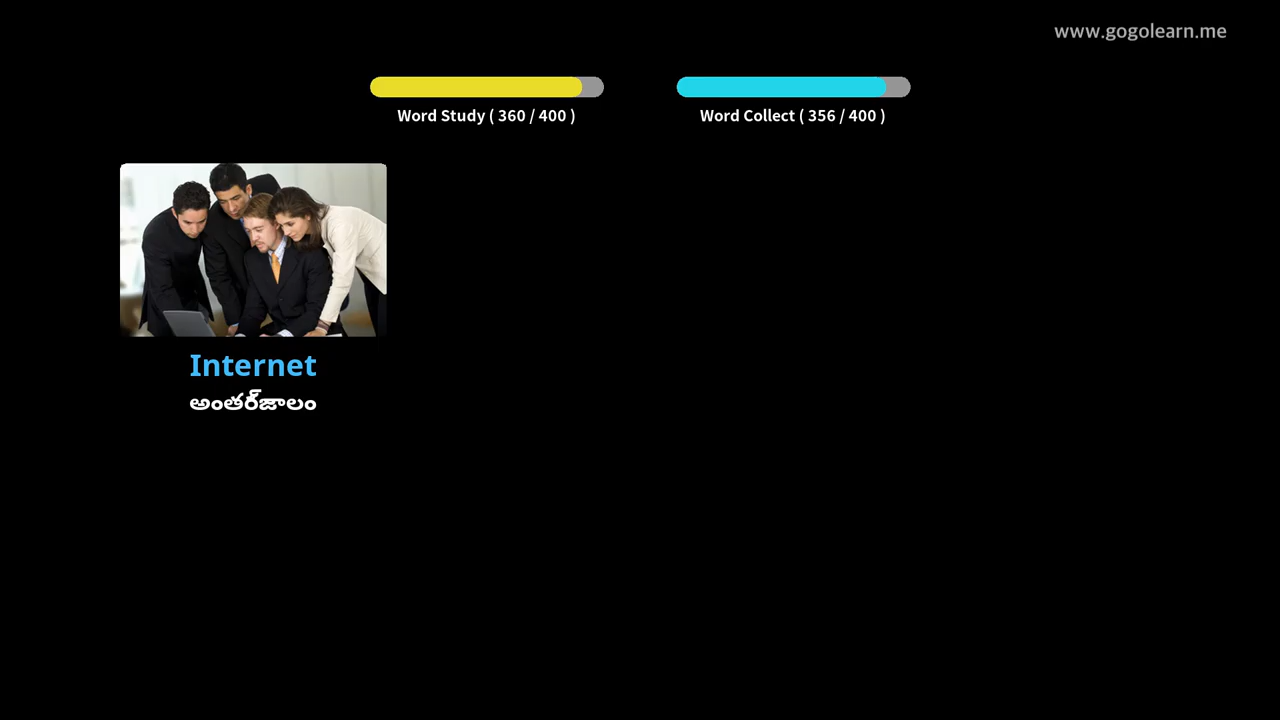 www.gogolearn.me
Word Study ( 360 / 400 )
Word Collect ( 356 / 400 )
Internet
అంతర్‌జాలం